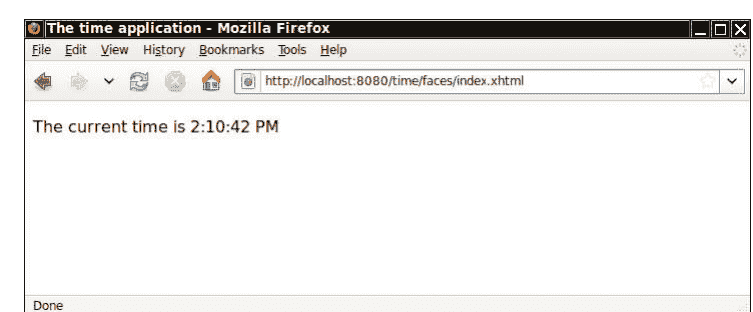 The time application - Mozilla Firefox
File Edit View History Bookmarks Tools Help
http://localhost:8080/time/faces/index.xhtml
The current time is 2:10:42 PM
Done